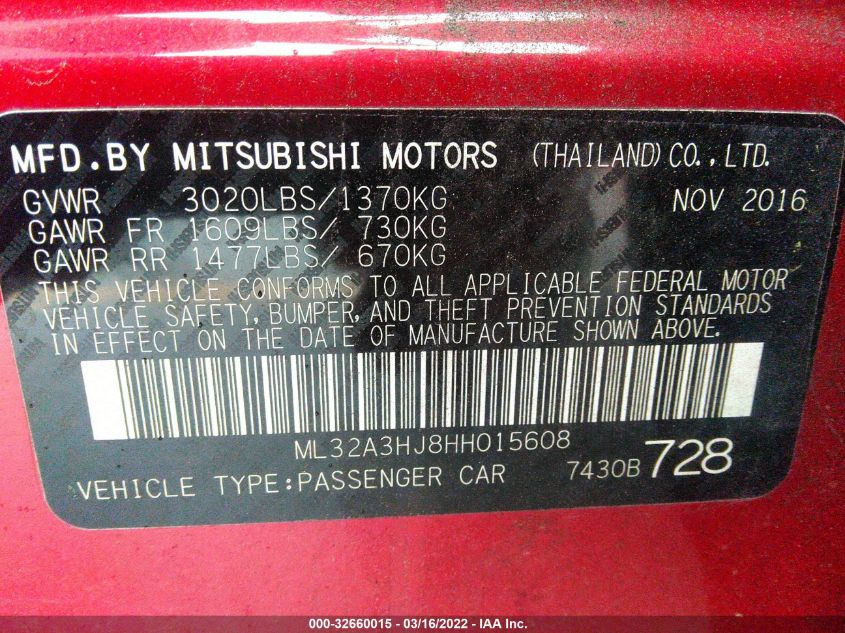 MFD.BY MITSUBISHI MOTORS (THAILAND) CO.,LTD.
GVWR 3020LBS/1370KG NOV 2016
GAWR FR 1609LBS/ 730KG
GAWR RR 1477LBS/ 670KG
THIS VEHICLE CONFORMS TO ALL APPLICABLE FEDERAL MOTOR
VEHICLE SAFETY, BUMPER, AND THEFT PREVENTION STANDARDS
IN EFFECT ON THE DATE OF MANUFACTURE SHOWN ABOVE.
ML32A3HJ8HH015608
VEHICLE TYPE:PASSENGER CAR 7430B 728
000-32660015 - 03/16/2022 - IAA Inc.